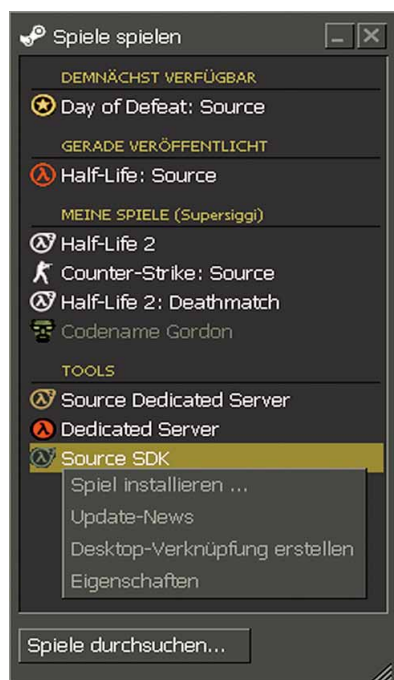 Spiele spielen
DEMNÄCHST VERFÜGBAR
Day of Defeat: Source
GERADE VERÖFFENTLICHT
Half-Life: Source
MEINE SPIELE (Supersiggi)
Half-Life 2
Counter-Strike: Source
Half-Life 2: Deathmatch
Codename Gordon
TOOLS
Source Dedicated Server
Dedicated Server
Source SDK
Spiel installieren ...
Update-News
Desktop-Verknüpfung erstellen
Eigenschaften
Spiele durchsuchen...